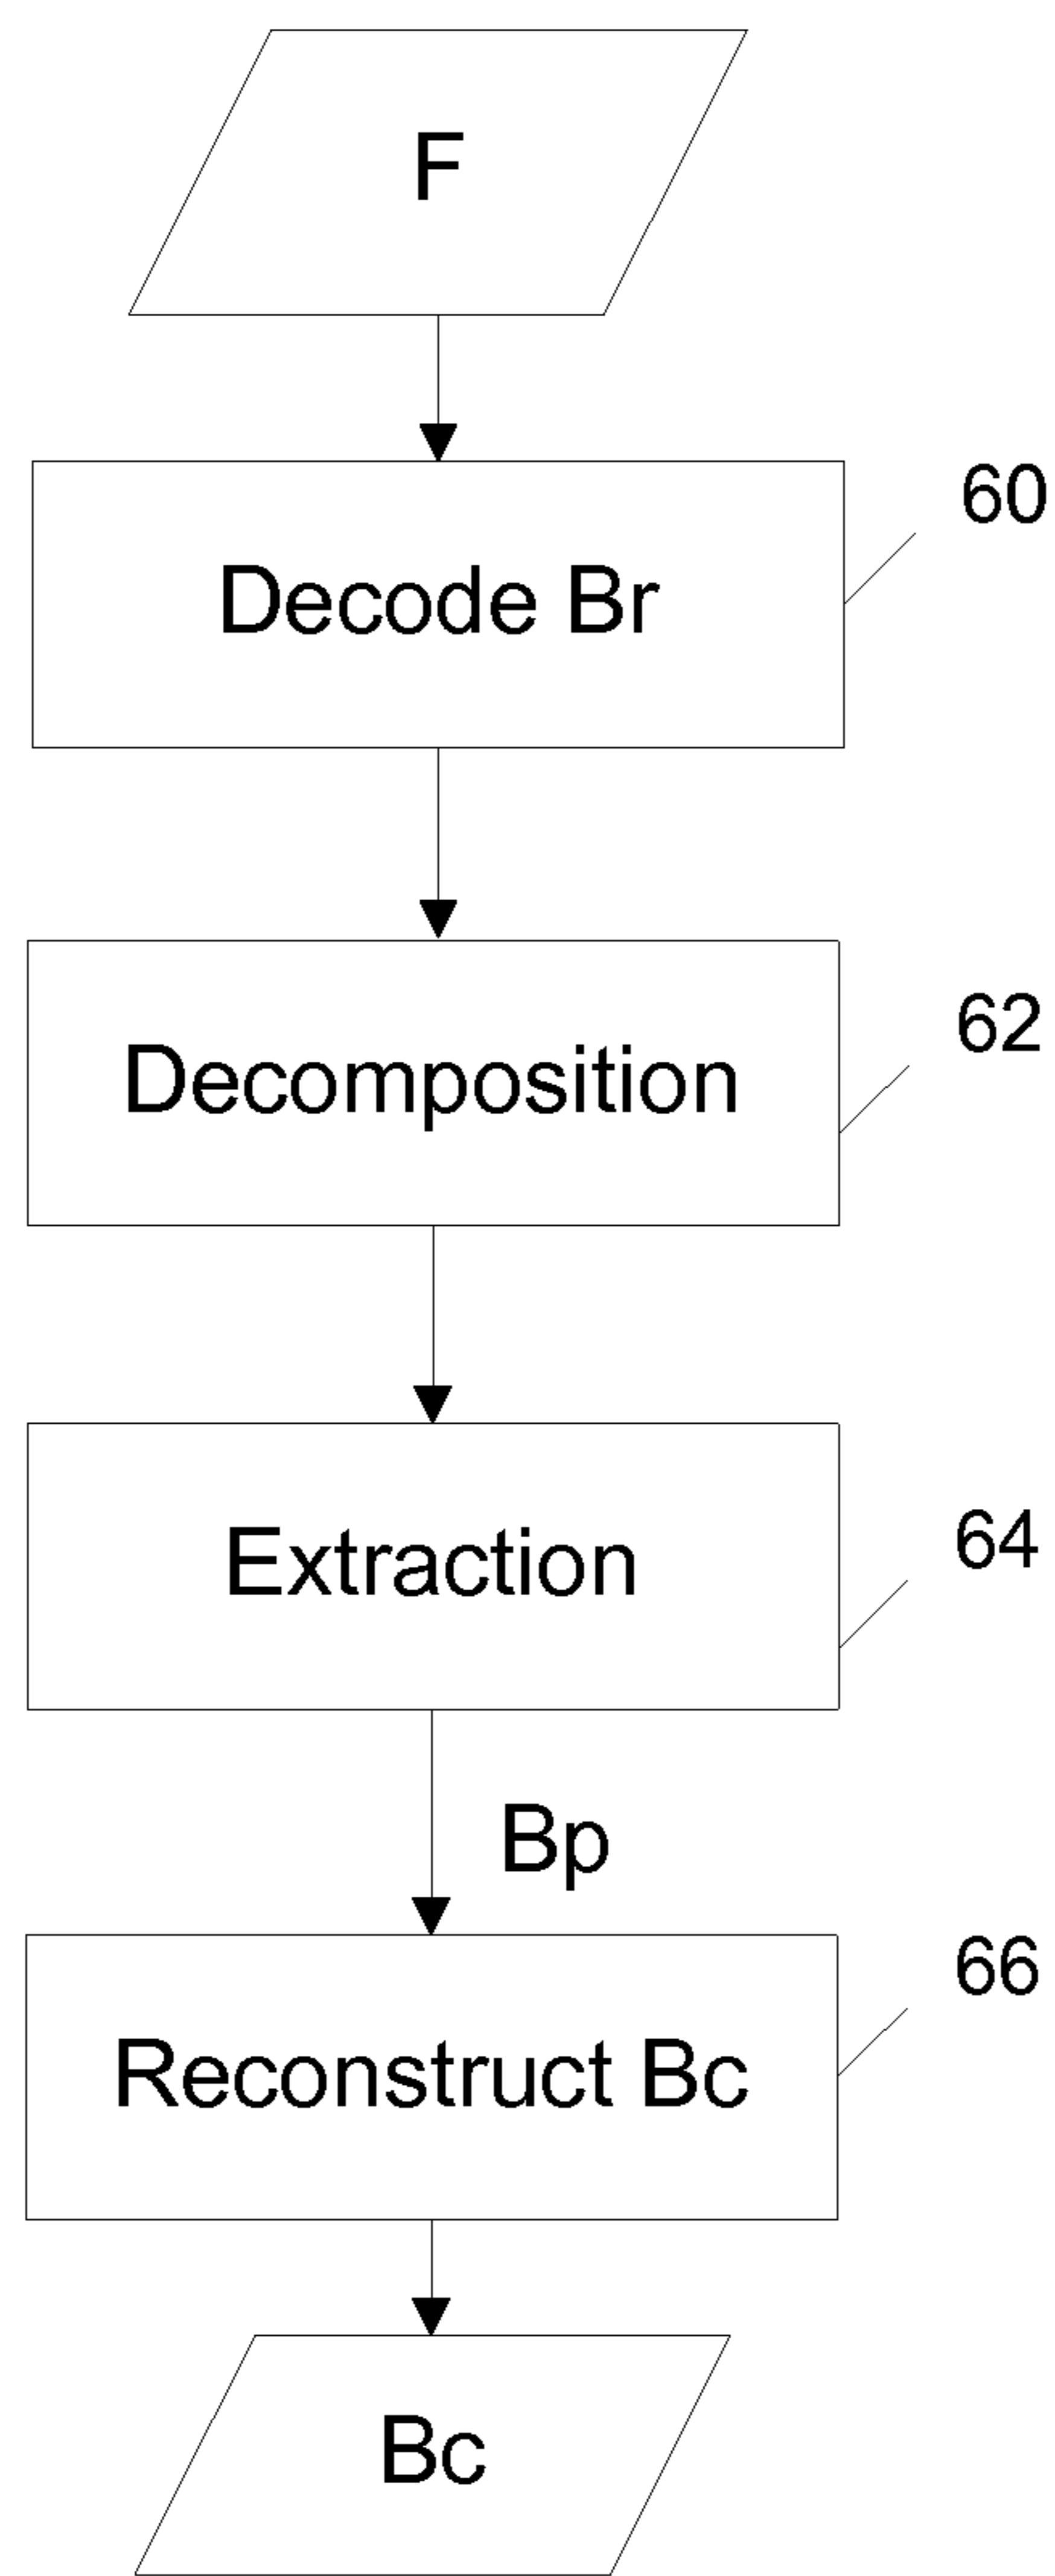 F
Decode Br
60
Decomposition
62
Extraction
64
Bp
Reconstruct Bc
66
Bc